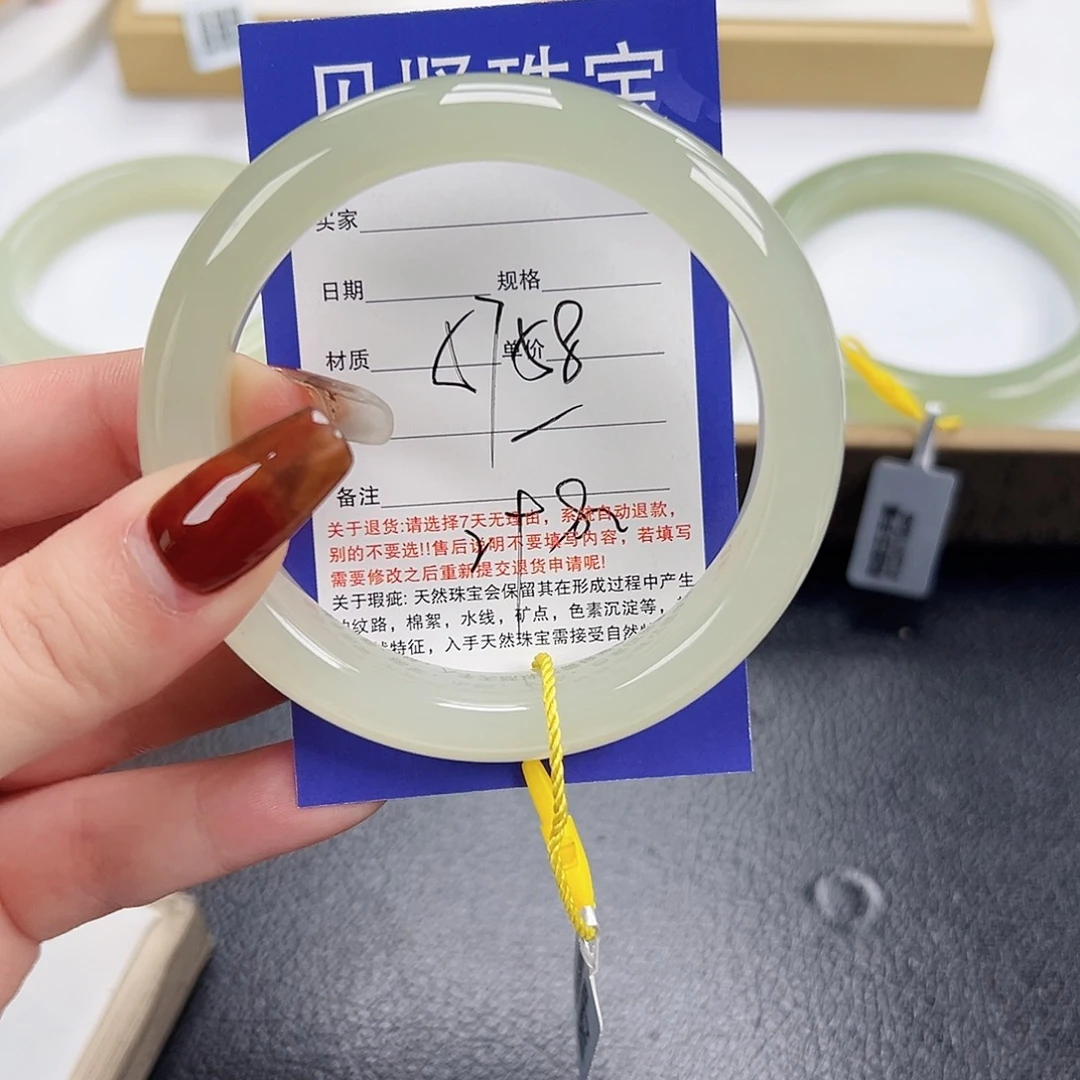 珠宝
买家
日期 规格
材质 单价
58
备注
关于退货:请选择7天无理由，系统自动退款，
别的不要选!!售后说明不要填写内容，若填写
需要修改之后重新提交退货申请呢!
关于瑕疵: 天然珠宝会保留其在形成过程中产生
纹路，棉絮，水线，矿点，色素沉淀等，
特征，入手天然珠宝需接受自然